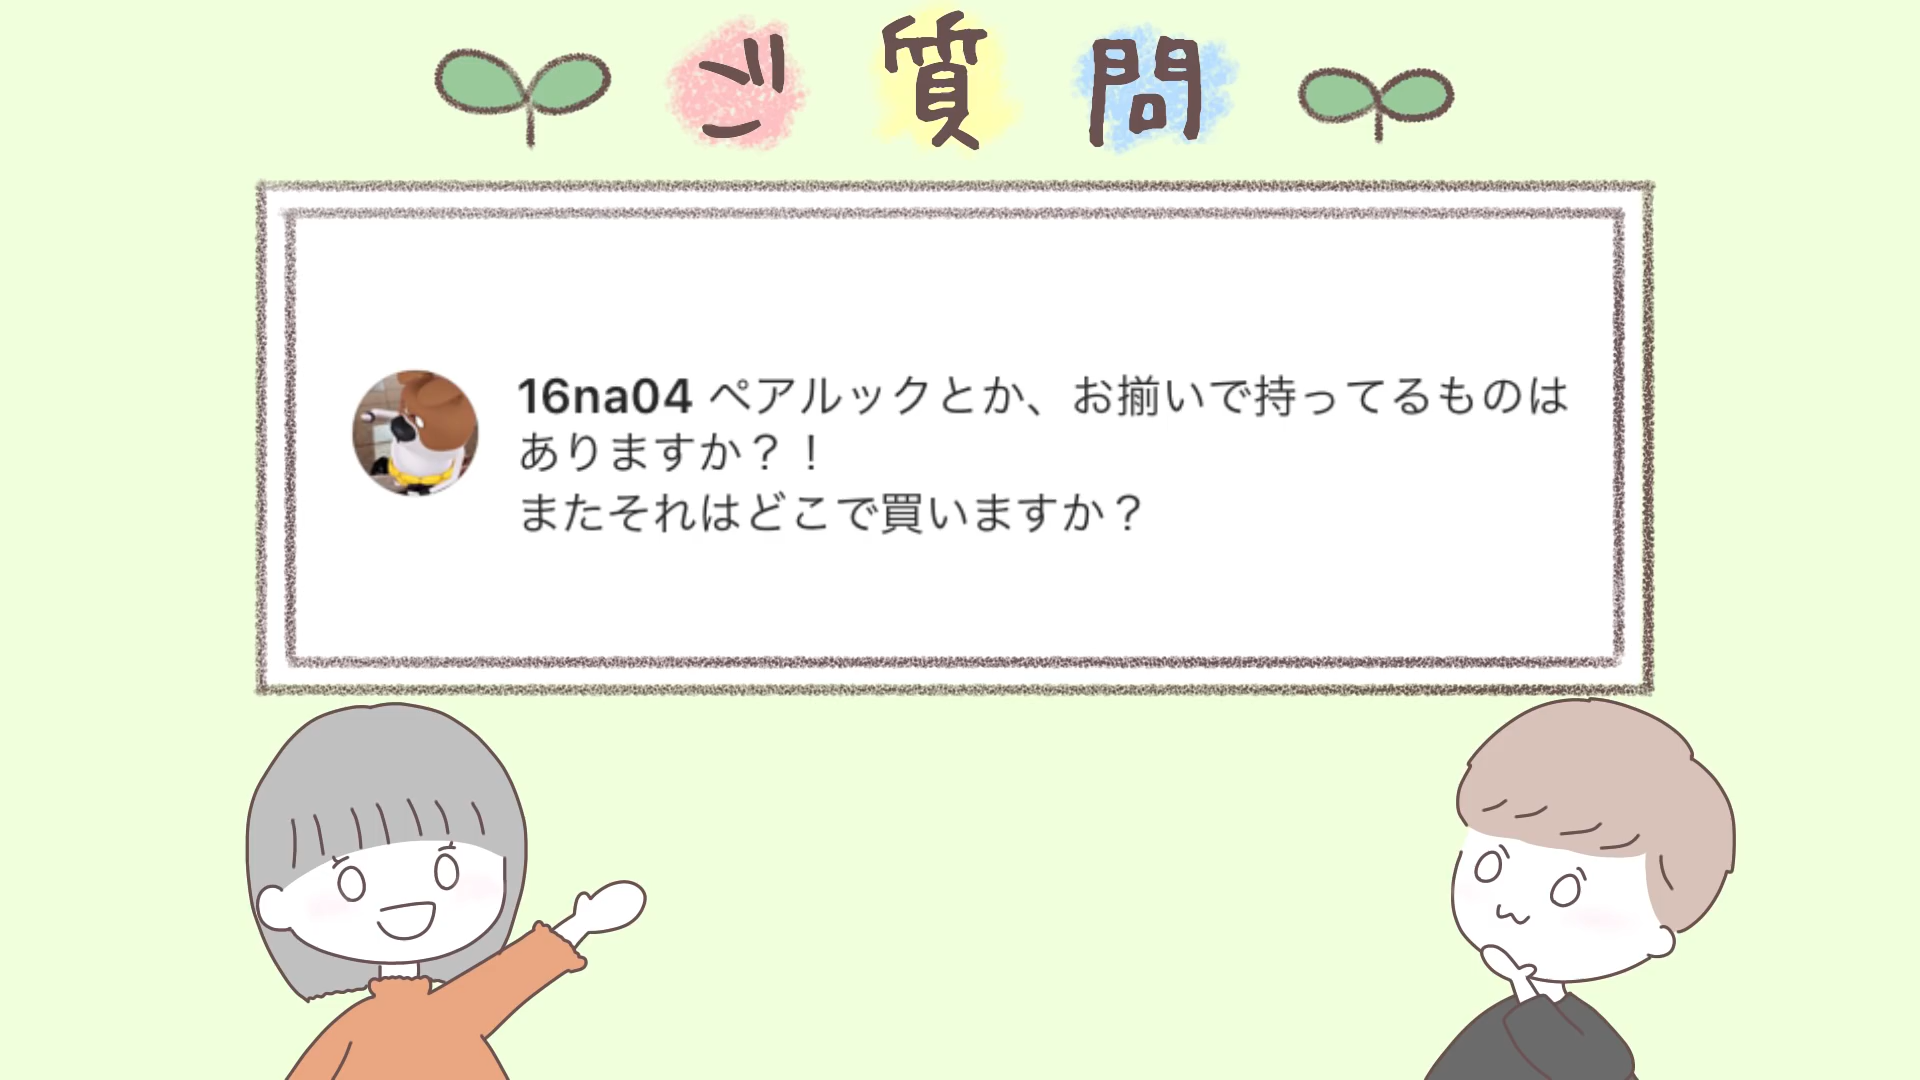 ご質問
16na04 ペアルックとか、お揃いで持ってるものは
ありますか？！
またそれはどこで買いますか？